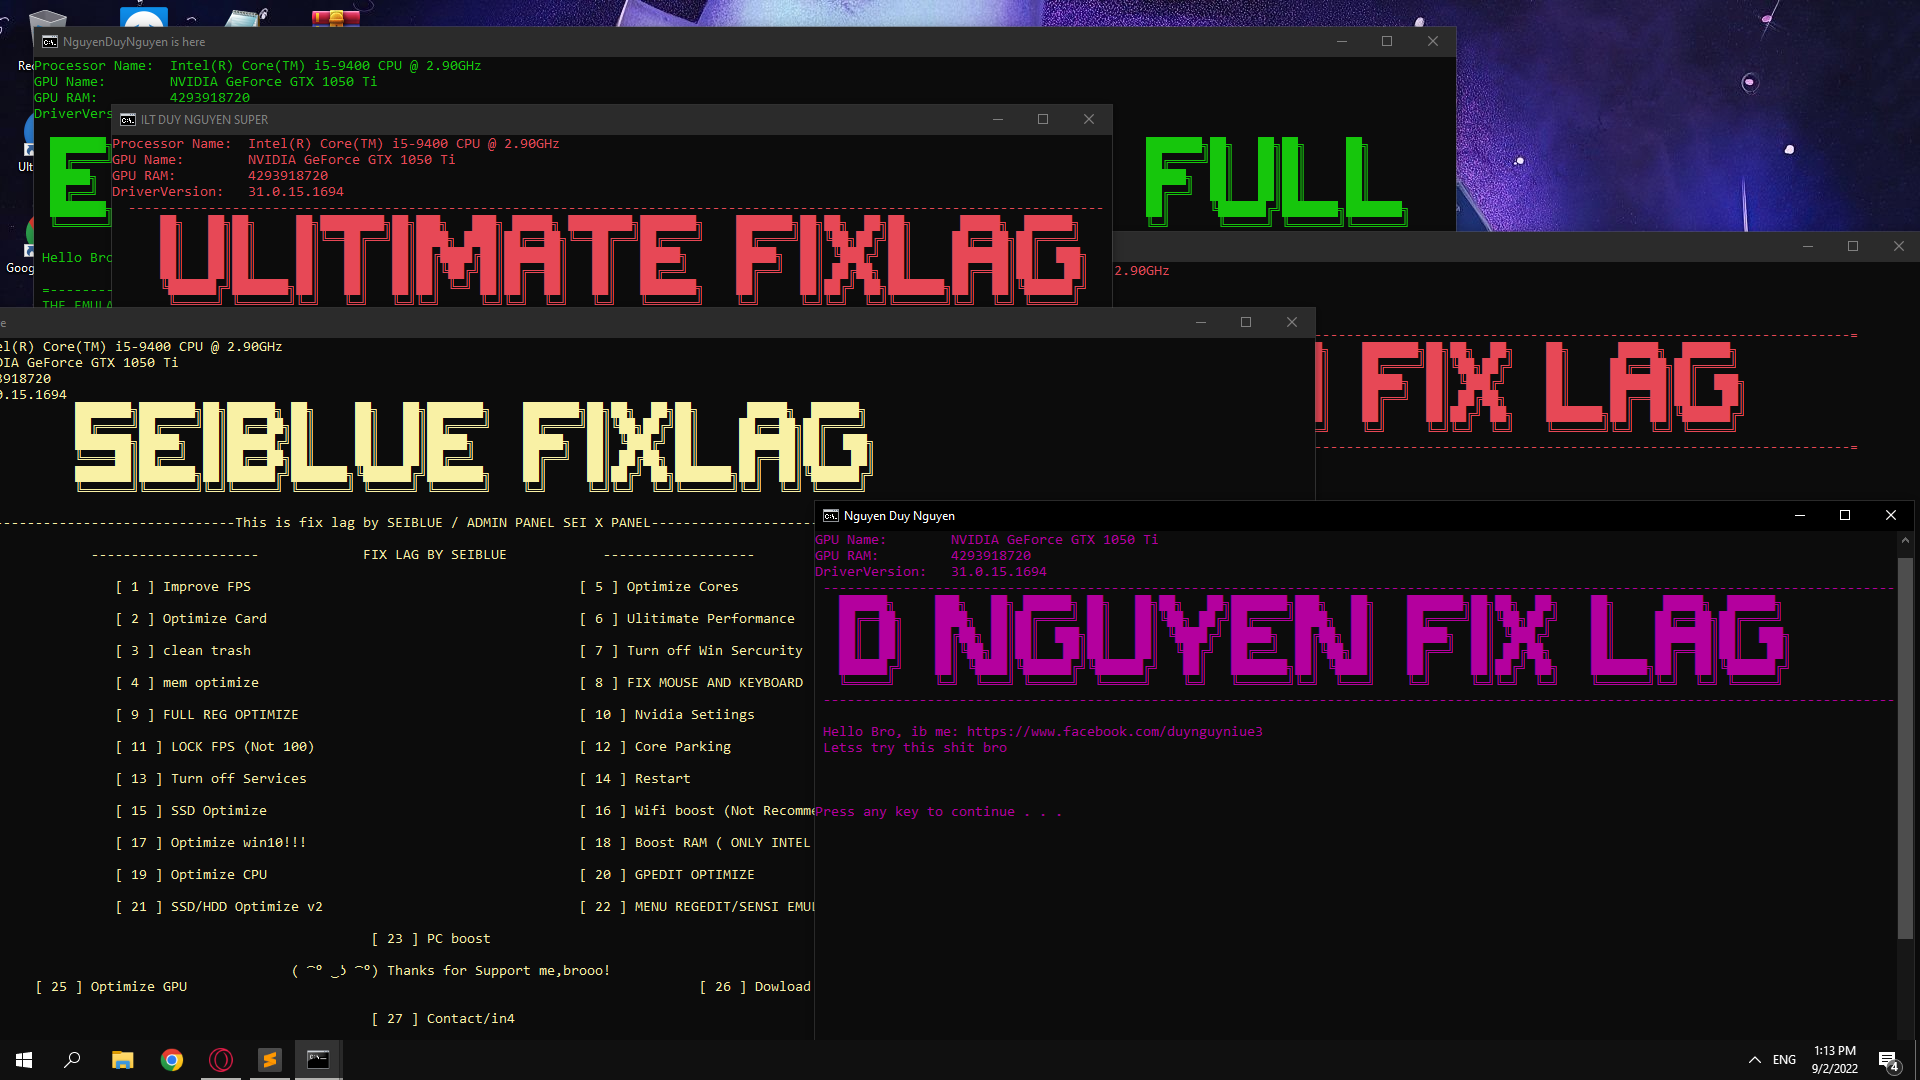 NguyenDuyNguyen is here
Processor Name: Intel(R) Core(TM) i5-9400 CPU @ 2.90GHz
GPU Name: NVIDIA GeForce GTX 1050 Ti
GPU RAM: 4293918720
DriverVers
E
FULL
Hello Bro
THE EMULA
Ult
Goog
ILT DUY NGUYEN SUPER
Processor Name: Intel(R) Core(TM) i5-9400 CPU @ 2.90GHz
GPU Name: NVIDIA GeForce GTX 1050 Ti
GPU RAM: 4293918720
DriverVersion: 31.0.15.1694
ULITIMATE FIXLAG
2.90GHz
FIX LAG
e
el(R) Core(TM) i5-9400 CPU @ 2.90GHz
DIA GeForce GTX 1050 Ti
3918720
0.15.1694
SEIBLUE FIXLAG
---------------------------This is fix lag by SEIBLUE / ADMIN PANEL SEI X PANEL--------------------
--------------------- FIX LAG BY SEIBLUE -------------------
[ 1 ] Improve FPS [ 5 ] Optimize Cores
[ 2 ] Optimize Card [ 6 ] Ulitimate Performance
[ 3 ] clean trash [ 7 ] Turn off Win Sercurity
[ 4 ] mem optimize [ 8 ] FIX MOUSE AND KEYBOARD
[ 9 ] FULL REG OPTIMIZE [ 10 ] Nvidia Setiings
[ 11 ] LOCK FPS (Not 100) [ 12 ] Core Parking
[ 13 ] Turn off Services [ 14 ] Restart
[ 15 ] SSD Optimize [ 16 ] Wifi boost (Not Recomme
[ 17 ] Optimize win10!!! [ 18 ] Boost RAM ( ONLY INTEL
[ 19 ] Optimize CPU [ 20 ] GPEDIT OPTIMIZE
[ 21 ] SSD/HDD Optimize v2 [ 22 ] MENU REGEDIT/SENSI EMUL
[ 23 ] PC boost
( ͡° ͜ʖ ͡°) Thanks for Support me,brooo!
[ 25 ] Optimize GPU [ 26 ] Dowload
[ 27 ] Contact/in4
Nguyen Duy Nguyen
GPU Name: NVIDIA GeForce GTX 1050 Ti
GPU RAM: 4293918720
DriverVersion: 31.0.15.1694
D NGUYEN FIX LAG
Hello Bro, ib me: https://www.facebook.com/duynguyniue3
Letss try this shit bro
Press any key to continue . . .
ENG
1:13 PM
9/2/2022
4